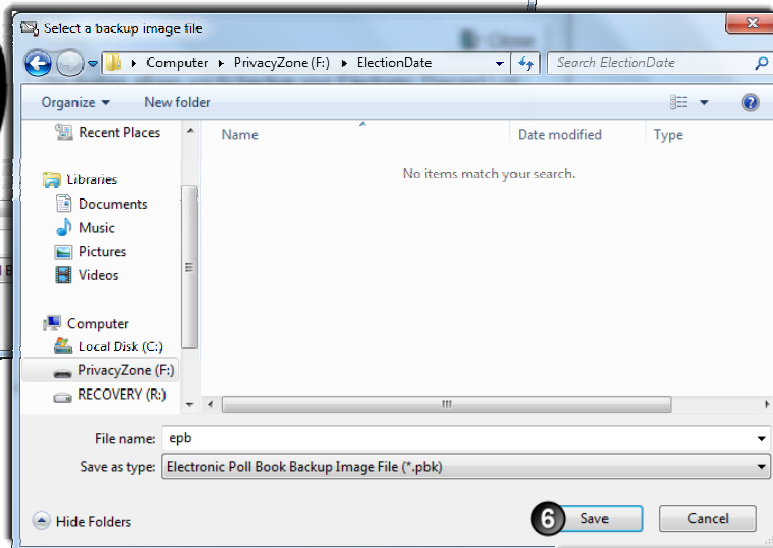 Select a backup image file
Close
Computer PrivacyZone (F:) ElectionDate
Search ElectionDate
Organize New folder
Recent Places
Name Date modified Type
No items match your search.
Libraries
Documents
Music
Pictures
Videos
Computer
Local Disk (C:)
PrivacyZone (F:)
RECOVERY (R:)
File name: epb
Save as type: Electronic Poll Book Backup Image File (*.pbk)
Hide Folders
6 Save Cancel